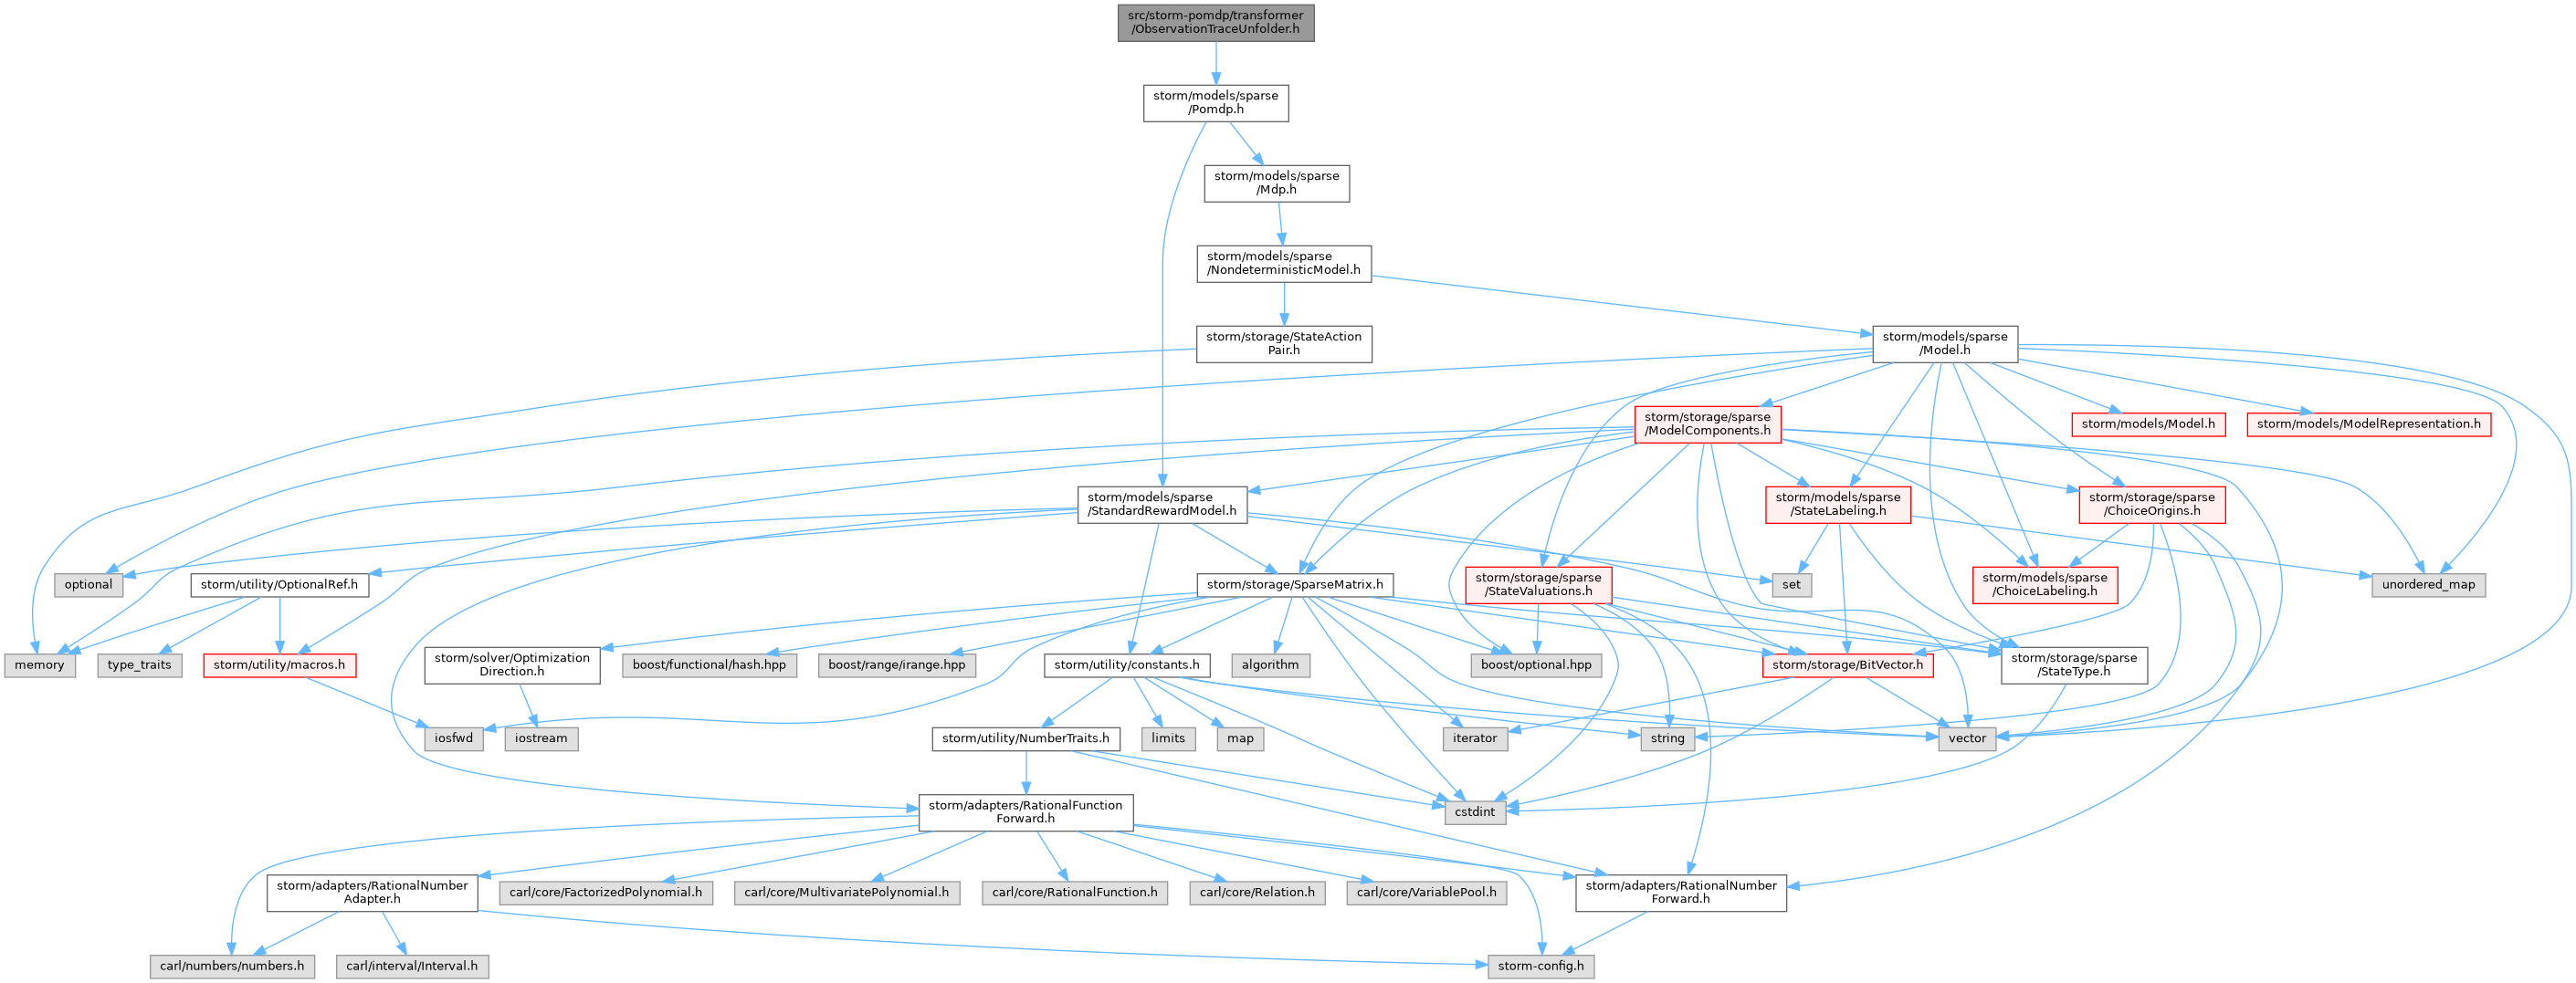 src/storm-pomdp/transformer
/ObservationTraceUnfolder.h
storm/models/sparse
/Pomdp.h
storm/models/sparse
/Mdp.h
storm/models/sparse
/NondeterministicModel.h
storm/storage/StateAction
Pair.h
storm/models/sparse
/Model.h
storm/storage/sparse
/ModelComponents.h
storm/models/Model.h
storm/models/ModelRepresentation.h
storm/models/sparse
/StandardRewardModel.h
storm/models/sparse
/StateLabeling.h
storm/storage/sparse
/ChoiceOrigins.h
optional
storm/utility/OptionalRef.h
storm/storage/SparseMatrix.h
storm/storage/sparse
/StateValuations.h
set
storm/models/sparse
/ChoiceLabeling.h
unordered_map
memory
type_traits
storm/utility/macros.h
storm/solver/Optimization
Direction.h
boost/functional/hash.hpp
boost/range/irange.hpp
storm/utility/constants.h
algorithm
boost/optional.hpp
storm/storage/BitVector.h
storm/storage/sparse
/StateType.h
iosfwd
iostream
storm/utility/NumberTraits.h
limits
map
iterator
string
vector
storm/adapters/RationalFunction
Forward.h
cstdint
storm/adapters/RationalNumber
Adapter.h
carl/core/FactorizedPolynomial.h
carl/core/MultivariatePolynomial.h
carl/core/RationalFunction.h
carl/core/Relation.h
carl/core/VariablePool.h
storm/adapters/RationalNumber
Forward.h
carl/numbers/numbers.h
carl/interval/Interval.h
storm-config.h